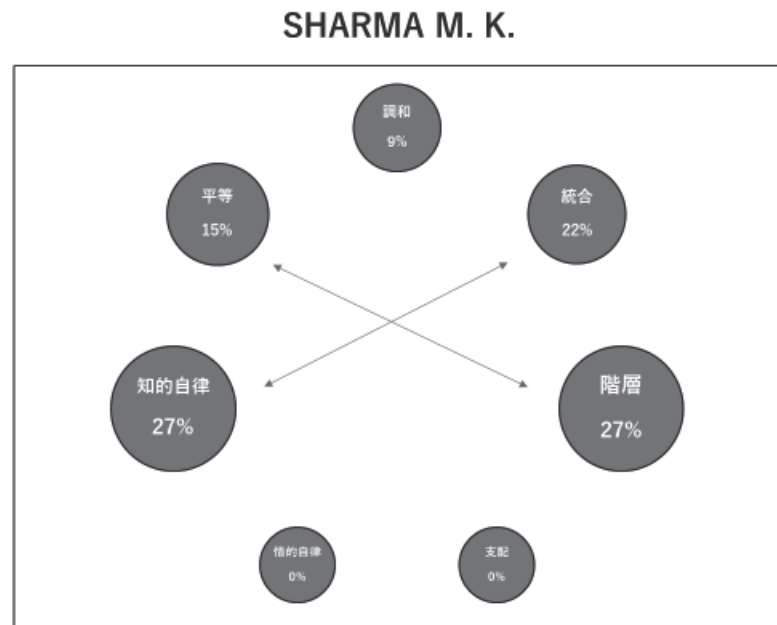 SHARMA M. K.
調和
9%
平等
15%
統合
22%
知的自律
27%
階層
27%
情的自律
0%
支配
0%